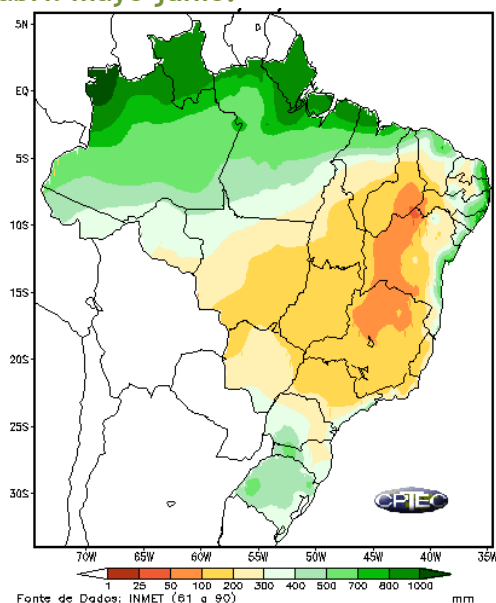 5N
EQ
5S
10S
15S
20S
25S
30S
70W 65W 60W 55W 50W 45W 40W 35W
CPTEC
1 25 50 100 200 300 400 500 700 800 1000
Fonte de Dados: INMET (61 a 90) mm